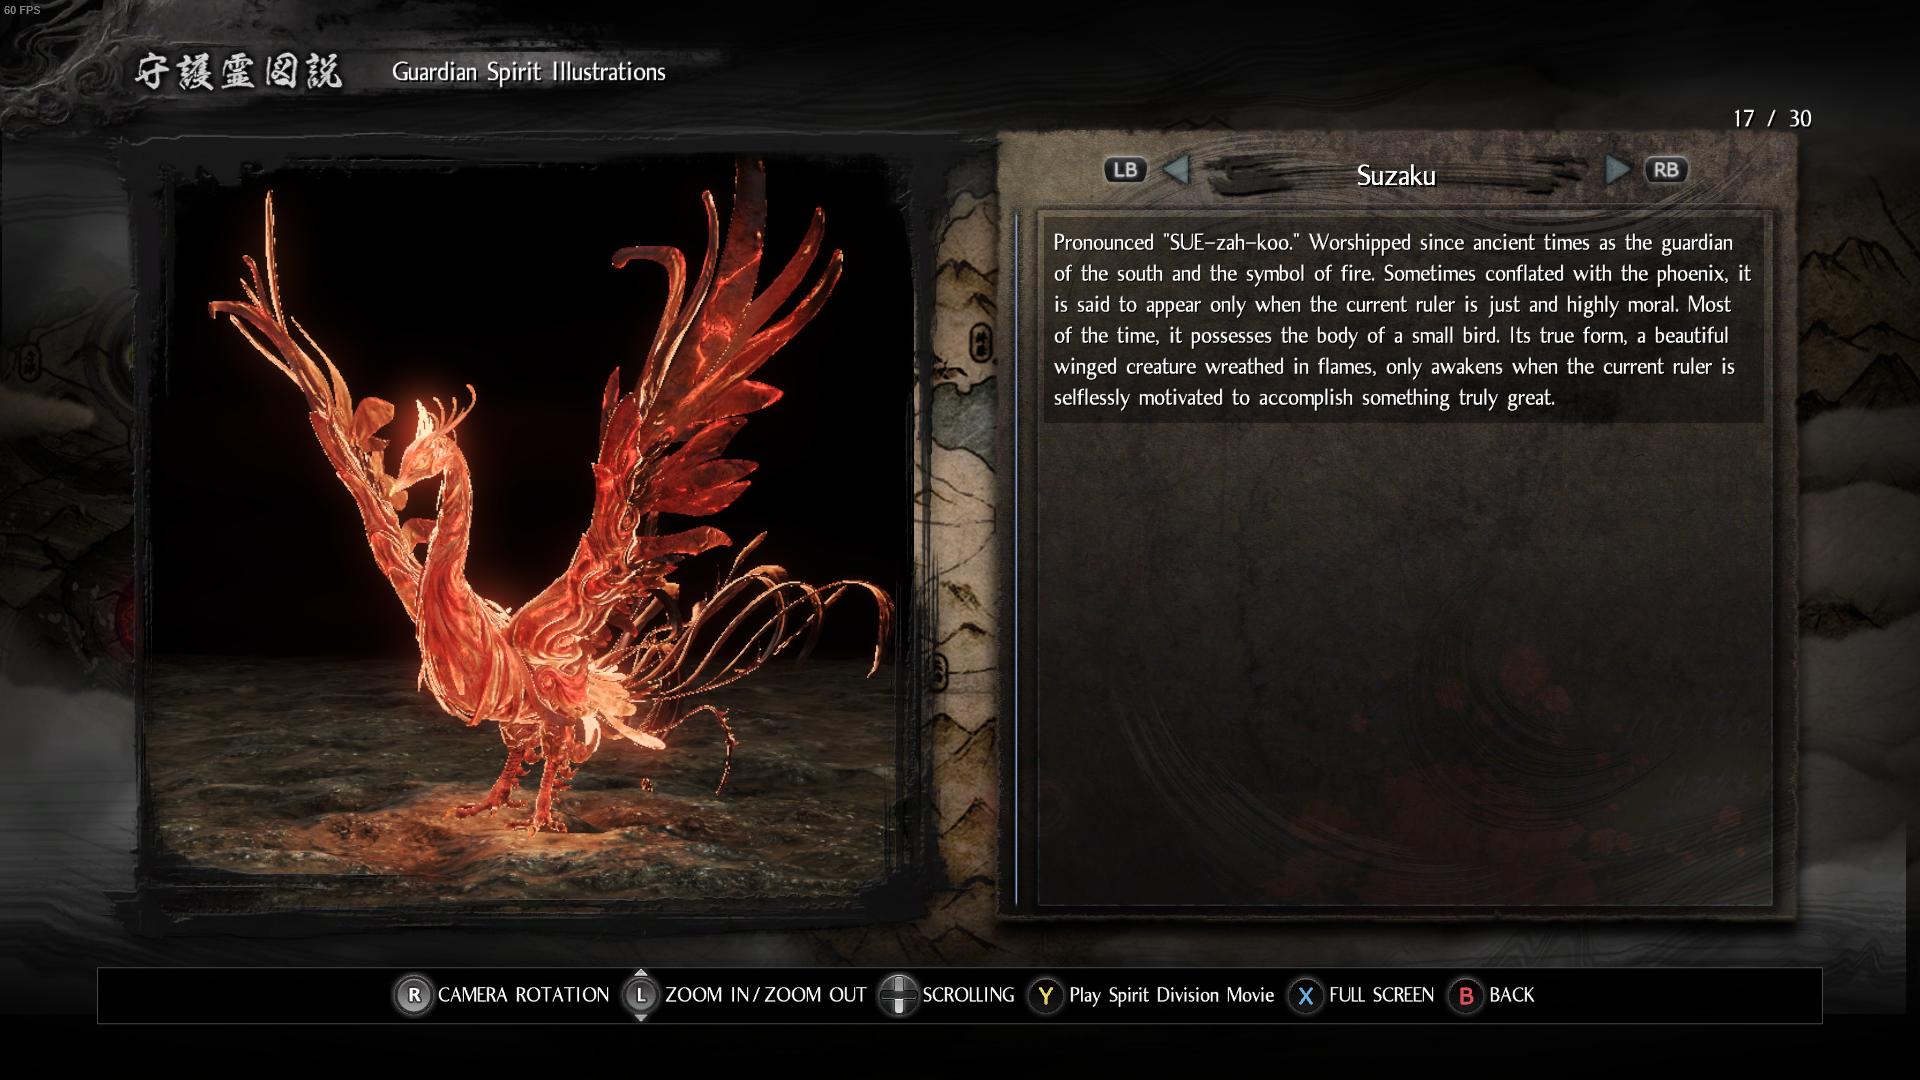 60 FPS
守護霊図説 Guardian Spirit Illustrations
17 / 30
LB Suzaku RB
Pronounced "SUE-zah-koo." Worshipped since ancient times as the guardian
of the south and the symbol of fire. Sometimes conflated with the phoenix, it
is said to appear only when the current ruler is just and highly moral. Most
of the time, it possesses the body of a small bird. Its true form, a beautiful
winged creature wreathed in flames, only awakens when the current ruler is
selflessly motivated to accomplish something truly great.
R CAMERA ROTATION L ZOOM IN/ZOOM OUT SCROLLING Y Play Spirit Division Movie X FULL SCREEN B BACK